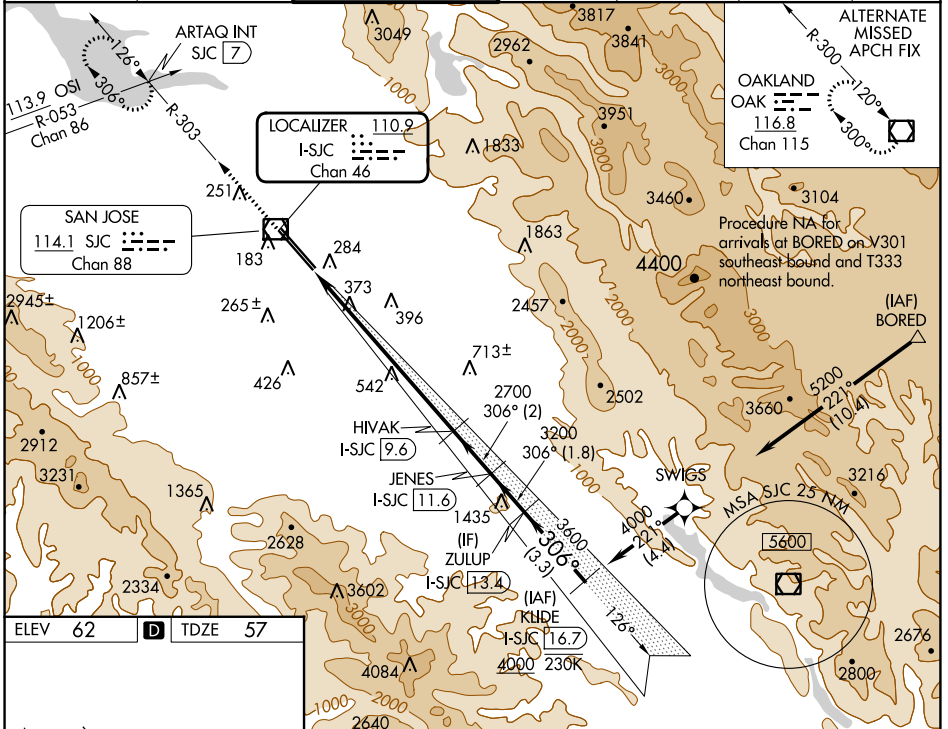 3049
3817
3841
2962
ARTAQ INT
SJC 7
126°
306°
113.9 OSI
R-053
Chan 86
R-303
1000
ALTERNATE
MISSED
APCH FIX
R-300
OAKLAND
OAK
116.8
Chan 115
120°
300°
LOCALIZER 110.9
I-SJC
Chan 46
3951
3000
1833
251
3460
3104
SAN JOSE
114.1 SJC
Chan 88
183
284
1863
Procedure NA for
arrivals at BORED on V301
southeast bound and T333
northeast bound.
4400
373
396
265±
2457
2000
3000
(IAF)
BORED
2945±
1206±
1000
857±
426
542
713±
2502
3660
5200
221°
(10.4)
2700
306° (2)
HIVAK
I-SJC 9.6
3200
306° (1.8)
JENES
I-SJC 11.6
2912
3231
1365
1435
1000
SWIGS
3216
MSA SJC 25 NM
5600
4000
221°
(4.4)
3600
306°
(3.3)
(IF)
ZULUP
I-SJC 13.4
2628
2334
3602
3000
(IAF)
KLIDE
I-SJC 16.7
4000 230K
126°
2676
2800
ELEV 62 D TDZE 57
4084
1000
2000
2640